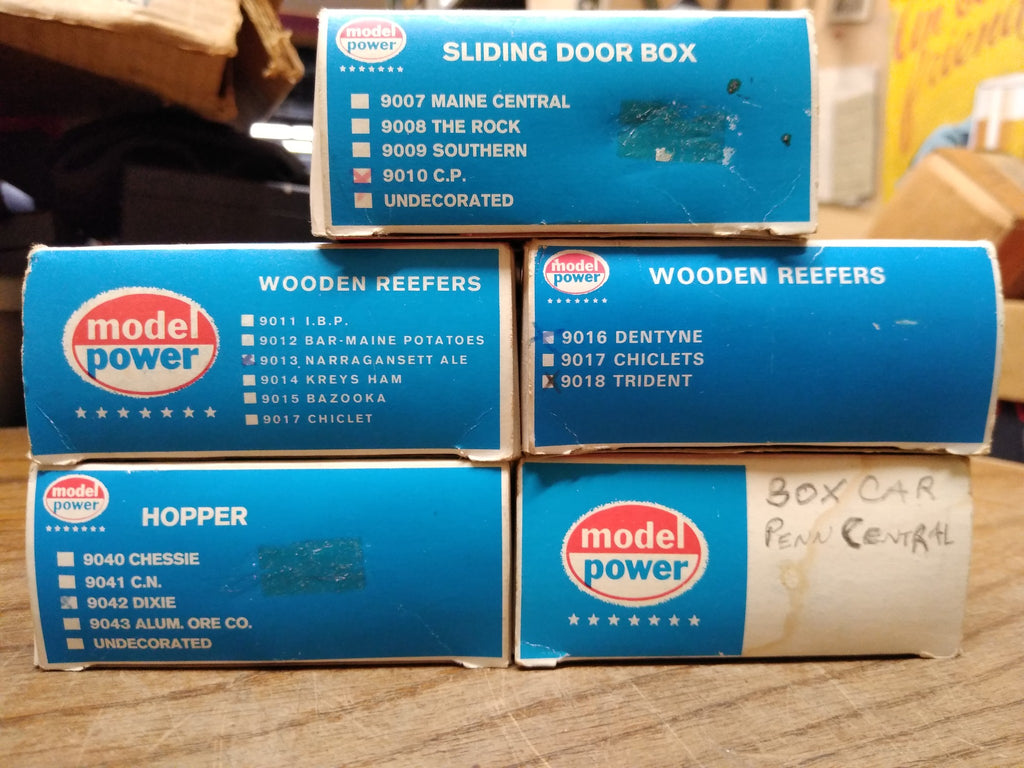 model
power
SLIDING DOOR BOX
9007 MAINE CENTRAL
9008 THE ROCK
9009 SOUTHERN
9010 C.P.
UNDECORATED
model
power
WOODEN REEFERS
9011 I.B.P.
9012 BAR-MAINE POTATOES
9013 NARRAGANSETT ALE
9014 KREYS HAM
9015 BAZOOKA
9017 CHICLET
model
power
WOODEN REEFERS
9016 DENTYNE
9017 CHICLETS
9018 TRIDENT
model
power
HOPPER
9040 CHESSIE
9041 C.N.
9042 DIXIE
9043 ALUM. ORE CO.
UNDECORATED
model
power
BOX CAR
PENN CENTRAL